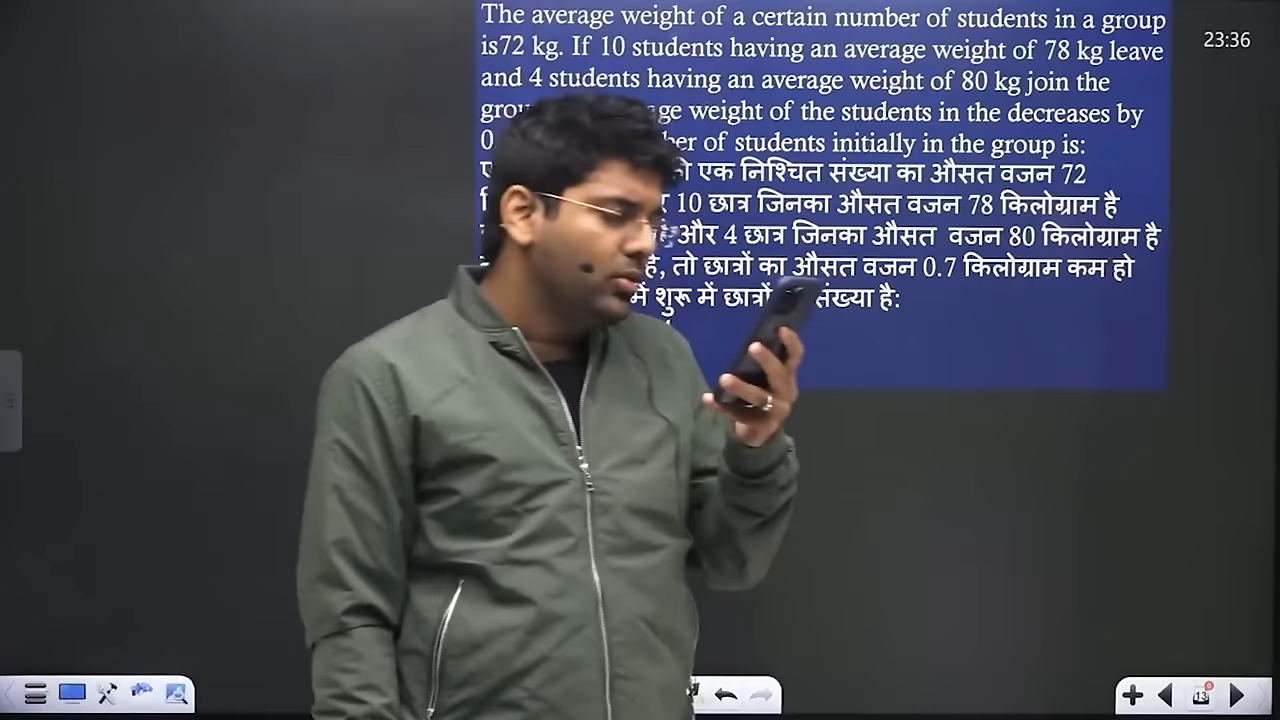 The average weight of a certain number of students in a group
is72 kg. If 10 students having an average weight of 78 kg leave
and 4 students having an average weight of 80 kg join the
weight of the students in the decreases by
of students initially in the group is:
एक निश्चित संख्या का औसत वजन 72
10 छात्र जिनका औसत वजन 78 किलोग्राम है
और 4 छात्र जिनका औसत वजन 80 किलोग्राम है
है, तो छात्रों का औसत वजन 0.7 किलोग्राम कम हो
में शुरू में छात्रों संख्या है:
23:36
13